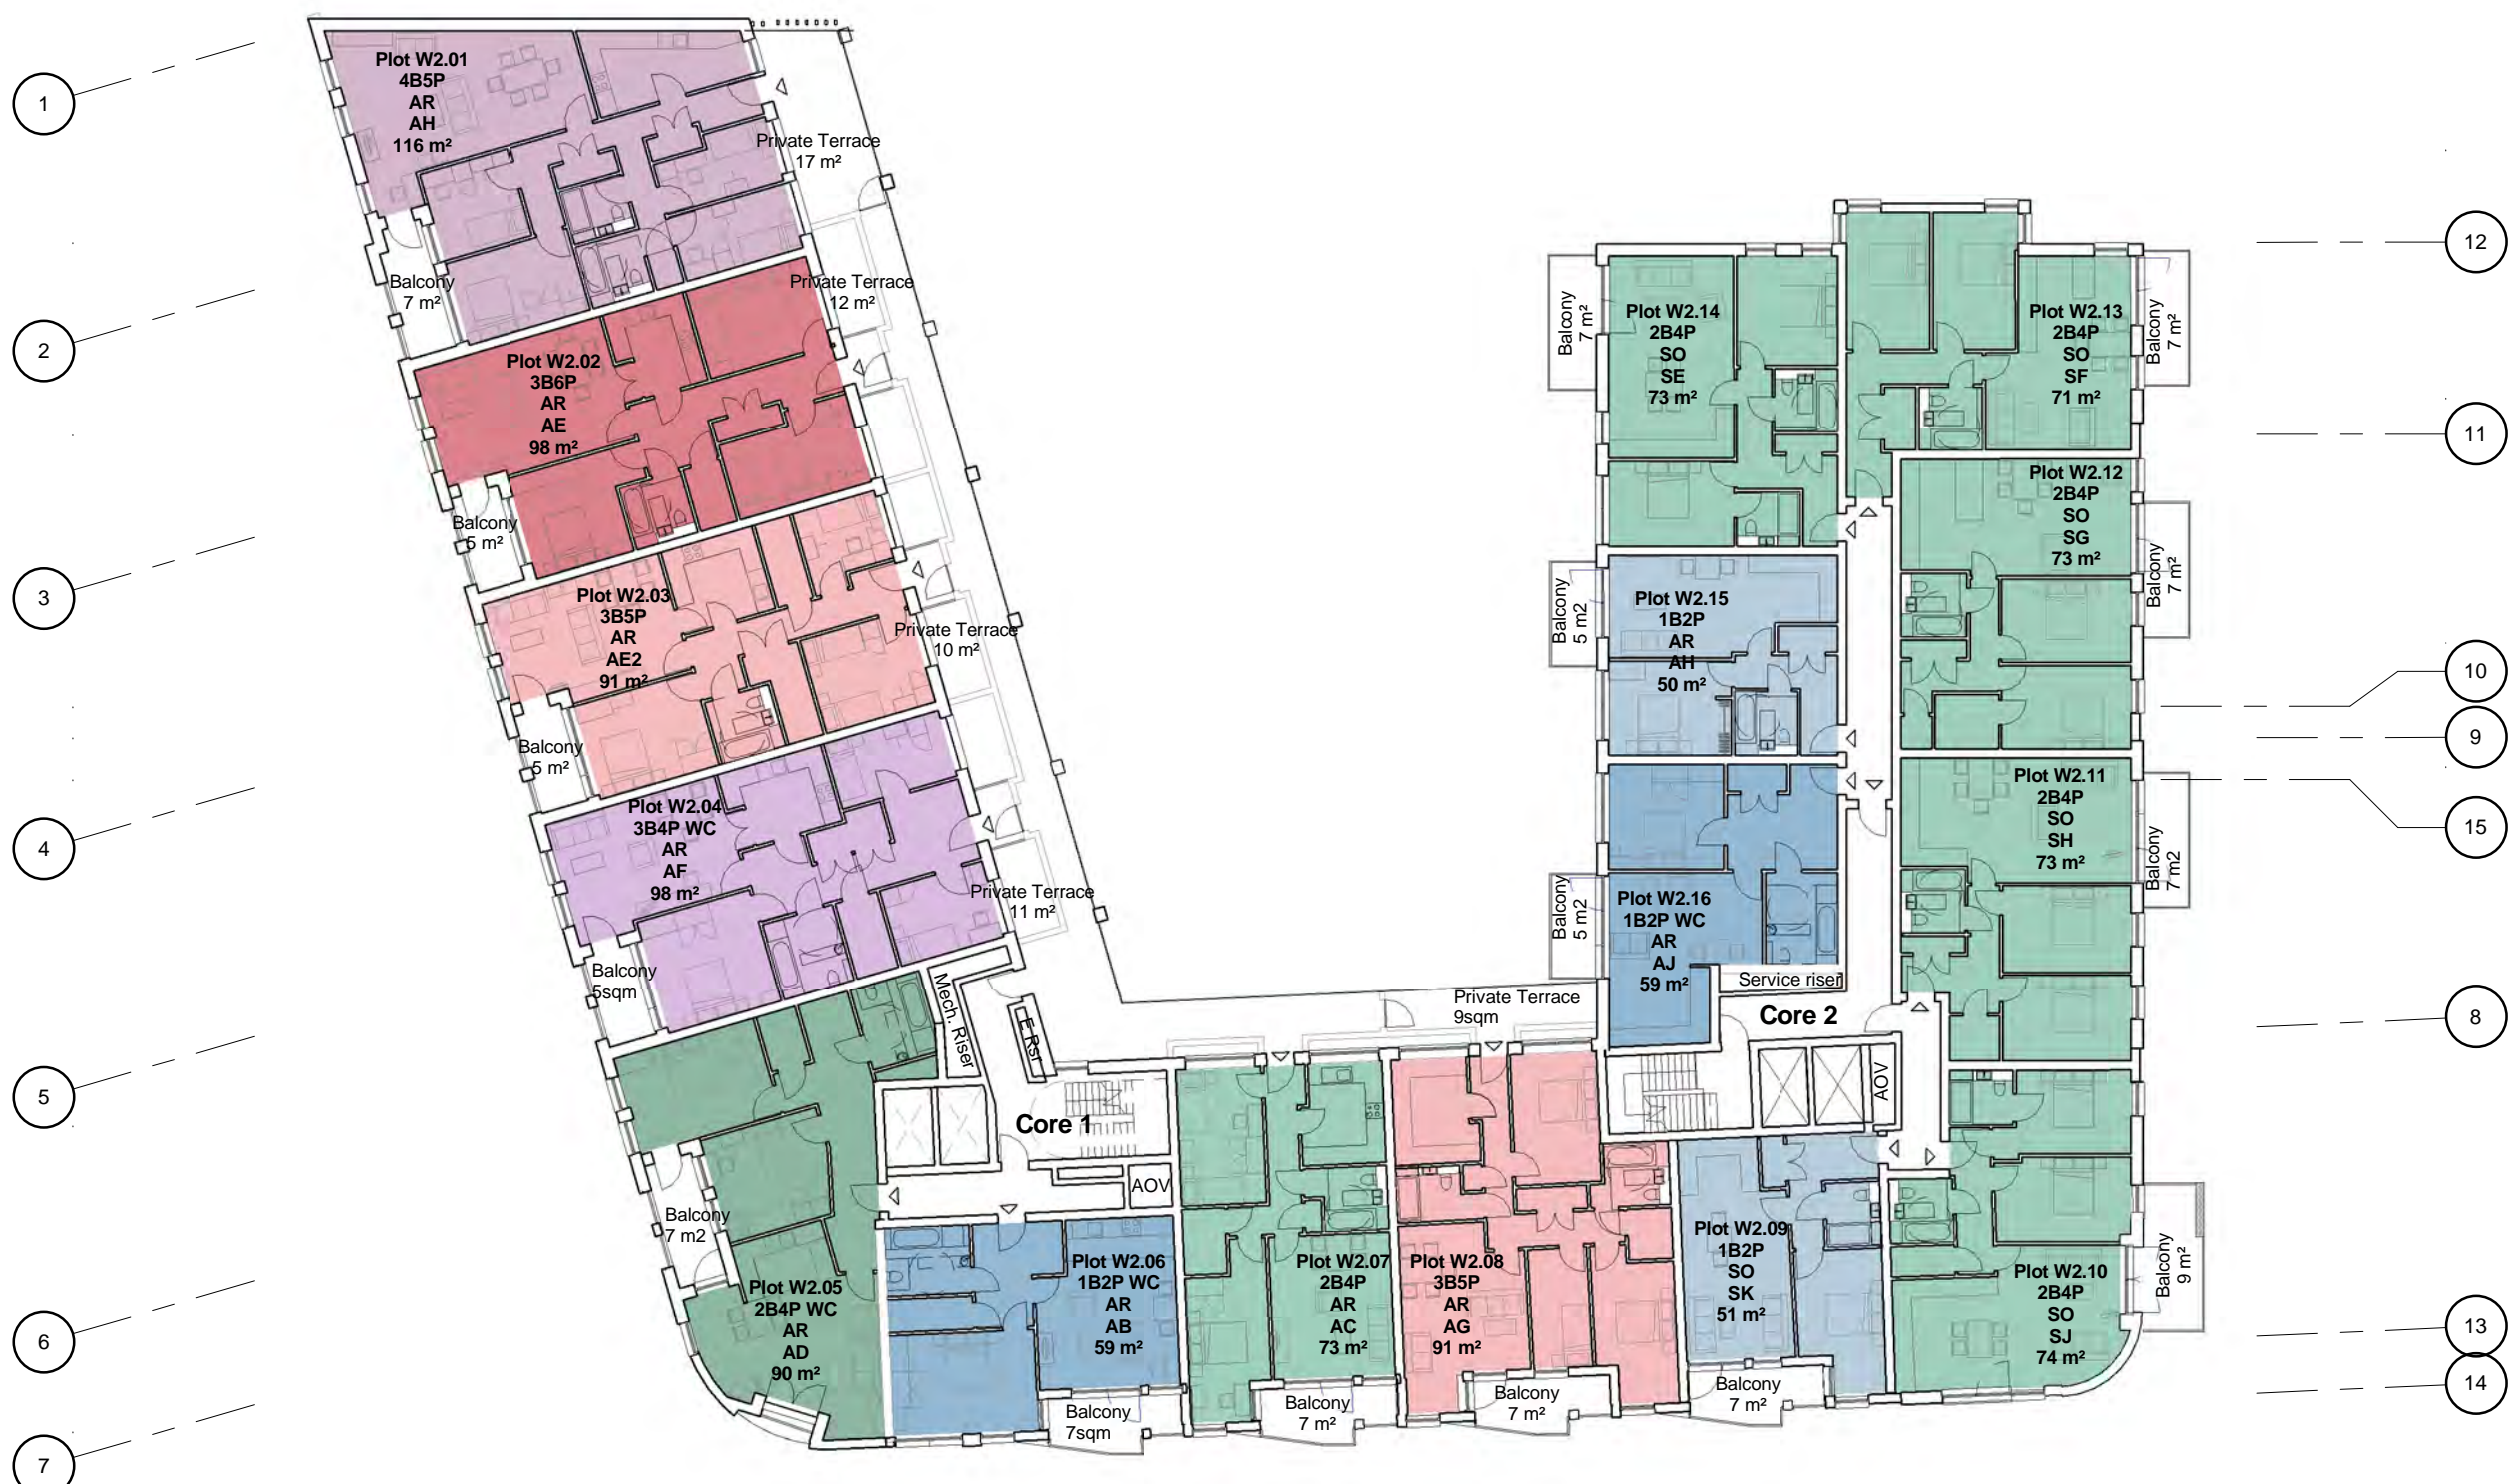 1
2
3
4
5
6
7
Plot W2.01
4B5P
AR
AH
116 m²
Private Terrace
17 m²
Balcony
7 m²
Private Terrace
12 m²
Plot W2.02
3B6P
AR
AE
98 m²
Balcony
5 m²
Plot W2.03
3B5P
AR
AE2
91 m²
Private Terrace
10 m²
Balcony
5 m²
Plot W2.04
3B4P WC
AR
AF
98 m²
Private Terrace
11 m²
Balcony
5sqm
Mech. Riser
E Rsr
Core 1
AOV
Balcony
7 m2
Plot W2.05
2B4P WC
AR
AD
90 m²
Plot W2.06
1B2P WC
AR
AB
59 m²
Balcony
7sqm
Plot W2.07
2B4P
AR
AC
73 m²
Balcony
7 m²
Private Terrace
9sqm
Plot W2.08
3B5P
AR
AG
91 m²
Balcony
7 m²
Plot W2.09
1B2P
SO
SK
51 m²
Balcony
7 m²
Plot W2.10
2B4P
SO
SJ
74 m²
Balcony
9 m²
Plot W2.14
2B4P
SO
SE
73 m²
Balcony
7 m²
Plot W2.13
2B4P
SO
SF
71 m²
Balcony
7 m²
Plot W2.12
2B4P
SO
SG
73 m²
Balcony
7 m²
Plot W2.15
1B2P
AR
AH
50 m²
Balcony
5 m2
Plot W2.11
2B4P
SO
SH
73 m²
Balcony
7 m2
Plot W2.16
1B2P WC
AR
AJ
59 m²
Balcony
5 m2
Service riser
Core 2
AOV
12
11
10
9
15
8
13
14